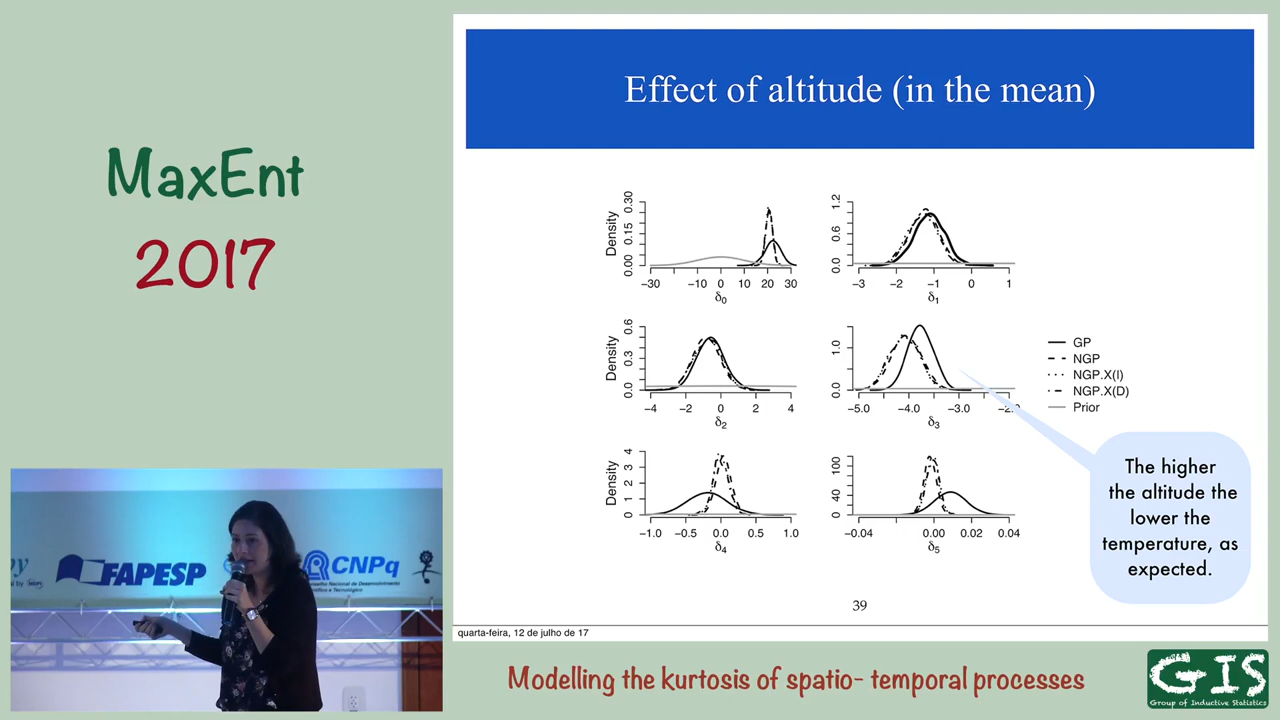 MaxEnt
2017
Effect of altitude (in the mean)
Density
0.00 0.15 0.30
−30 −10 0 10 20 30
δ0
0.0 0.6 1.2
−3 −2 −1 0 1
δ1
Density
0.0 0.3 0.6
−4 −2 0 2 4
δ2
0.0 1.0
−5.0 −4.0 −3.0
δ3
GP
NGP
NGP.X(I)
NGP.X(D)
Prior
Density
0 1 2 3 4
−1.0 −0.5 0.0 0.5 1.0
δ4
0 40 100
−0.04 0.00 0.02 0.04
δ5
The higher
the altitude the
lower the
temperature, as
expected.
39
quarta-feira, 12 de julho de 17
FAPESP
CNPq
Conselho Nacional de Desenvolvimento
Científico e Tecnológico
Modelling the kurtosis of spatio- temporal processes
GIS
Group of Inductive Statistics